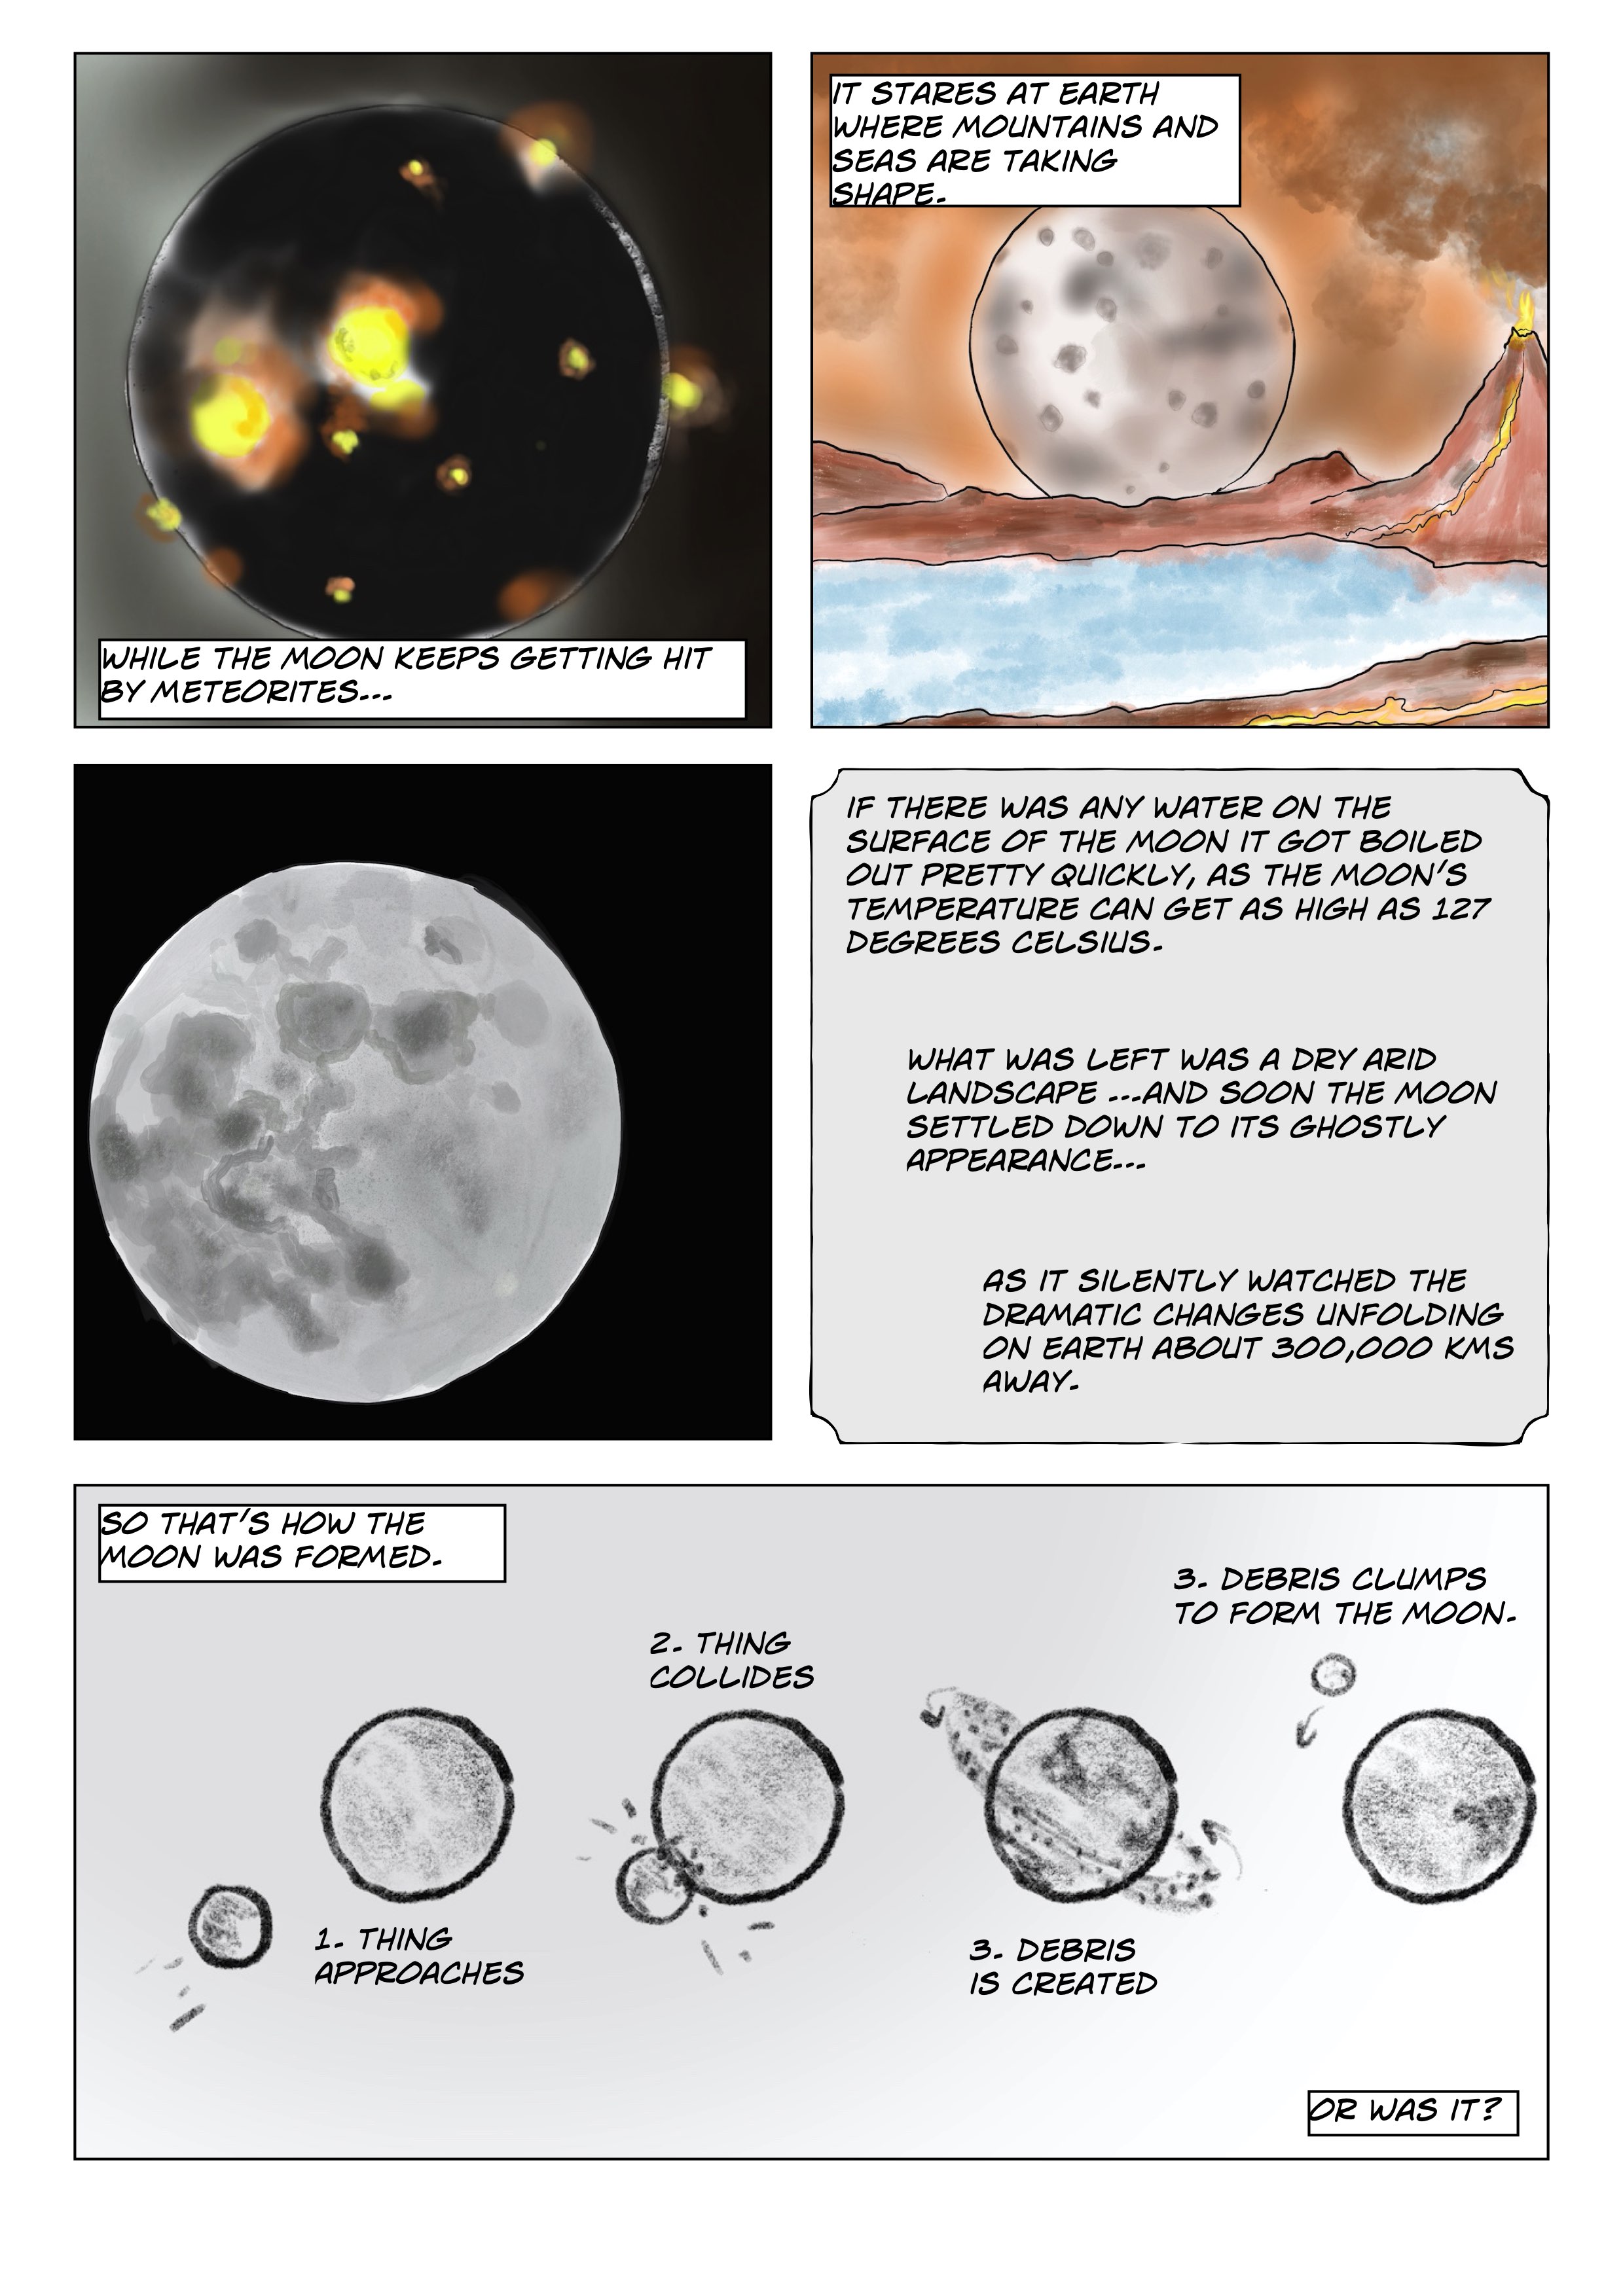 WHILE THE MOON KEEPS GETTING HIT
BY METEORITES...
IT STARES AT EARTH
WHERE MOUNTAINS AND
SEAS ARE TAKING
SHAPE.
IF THERE WAS ANY WATER ON THE
SURFACE OF THE MOON IT GOT BOILED
OUT PRETTY QUICKLY, AS THE MOON'S
TEMPERATURE CAN GET AS HIGH AS 127
DEGREES CELSIUS.
WHAT WAS LEFT WAS A DRY ARID
LANDSCAPE ...AND SOON THE MOON
SETTLED DOWN TO ITS GHOSTLY
APPEARANCE...
AS IT SILENTLY WATCHED THE
DRAMATIC CHANGES UNFOLDING
ON EARTH ABOUT 300,000 KMS
AWAY.
SO THAT'S HOW THE
MOON WAS FORMED.
1. THING
APPROACHES
2. THING
COLLIDES
3. DEBRIS
IS CREATED
3. DEBRIS CLUMPS
TO FORM THE MOON.
OR WAS IT?